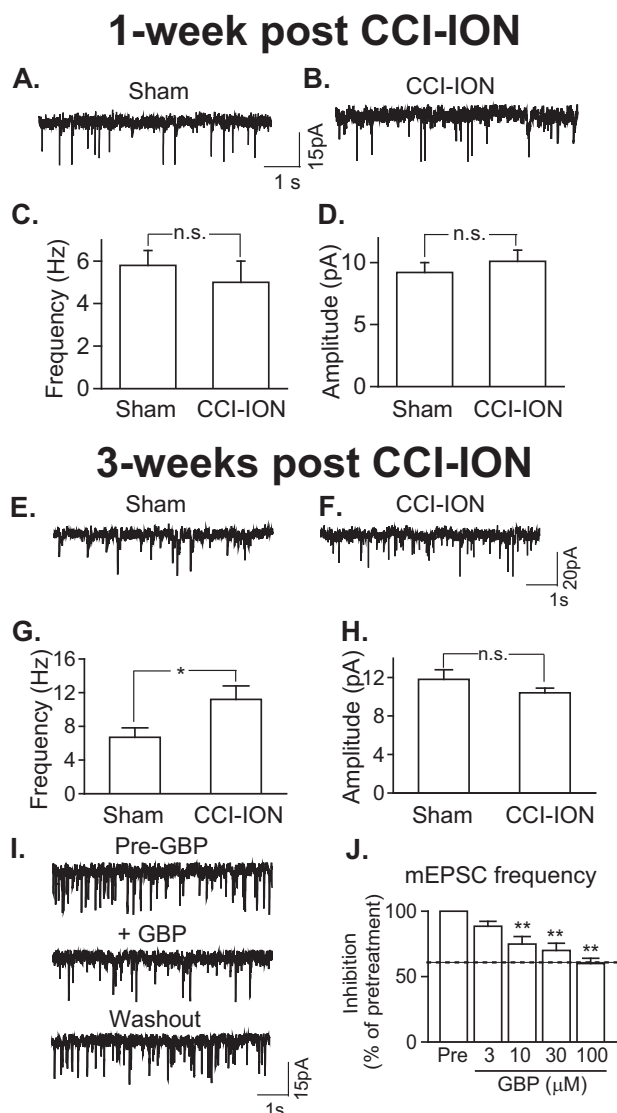 1-week post CCI-ION
A.
Sham
B.
CCI-ION
15pA
1 s
C.
n.s.
Frequency (Hz)
6
4
2
0
Sham
CCI-ION
D.
n.s.
Amplitude (pA)
10
5
0
Sham
CCI-ION
3-weeks post CCI-ION
E.
Sham
F.
CCI-ION
20pA
1s
G.
*
Frequency (Hz)
16
12
8
4
0
Sham
CCI-ION
H.
n.s.
Amplitude (pA)
12
8
4
0
Sham
CCI-ION
I.
Pre-GBP
+ GBP
Washout
15pA
1s
J.
mEPSC frequency
Inhibition
(% of pretreatment)
100
50
0
**
**
**
Pre 3 10 30 100
GBP (μM)